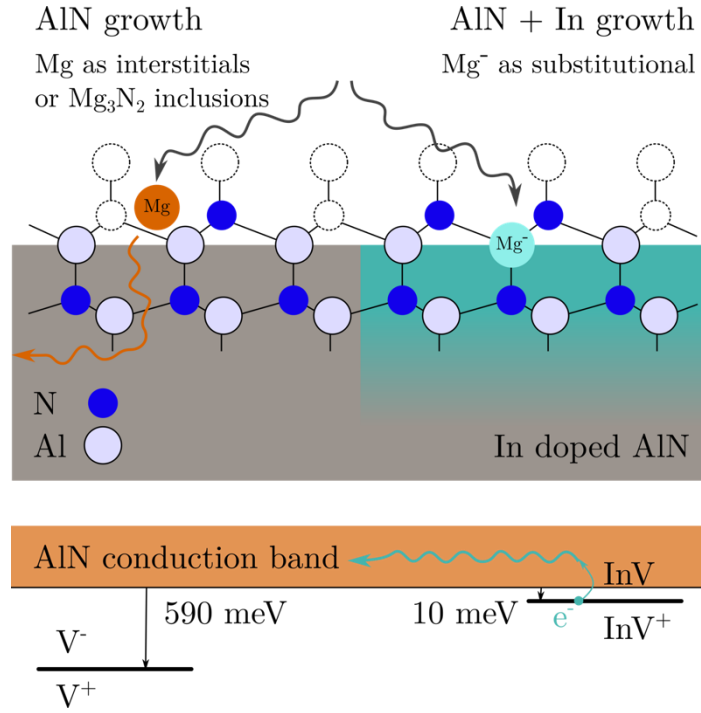 AlN growth
Mg as interstitials
or Mg₃N₂ inclusions
AlN + In growth
Mg⁻ as substitutional
Mg
Mg⁻
N
Al
In doped AlN
AlN conduction band
590 meV
10 meV
InV
e⁻
InV⁺
V⁻
V⁺